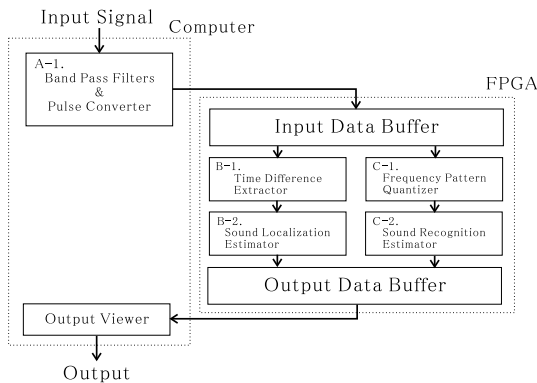 Input Signal
Computer
A-1.
Band Pass Filters
&
Pulse Converter
FPGA
Input Data Buffer
B-1.
Time Difference
Extractor
C-1.
Frequency Pattern
Quantizer
B-2.
Sound Localization
Estimator
C-2.
Sound Recognition
Estimator
Output Data Buffer
Output Viewer
Output